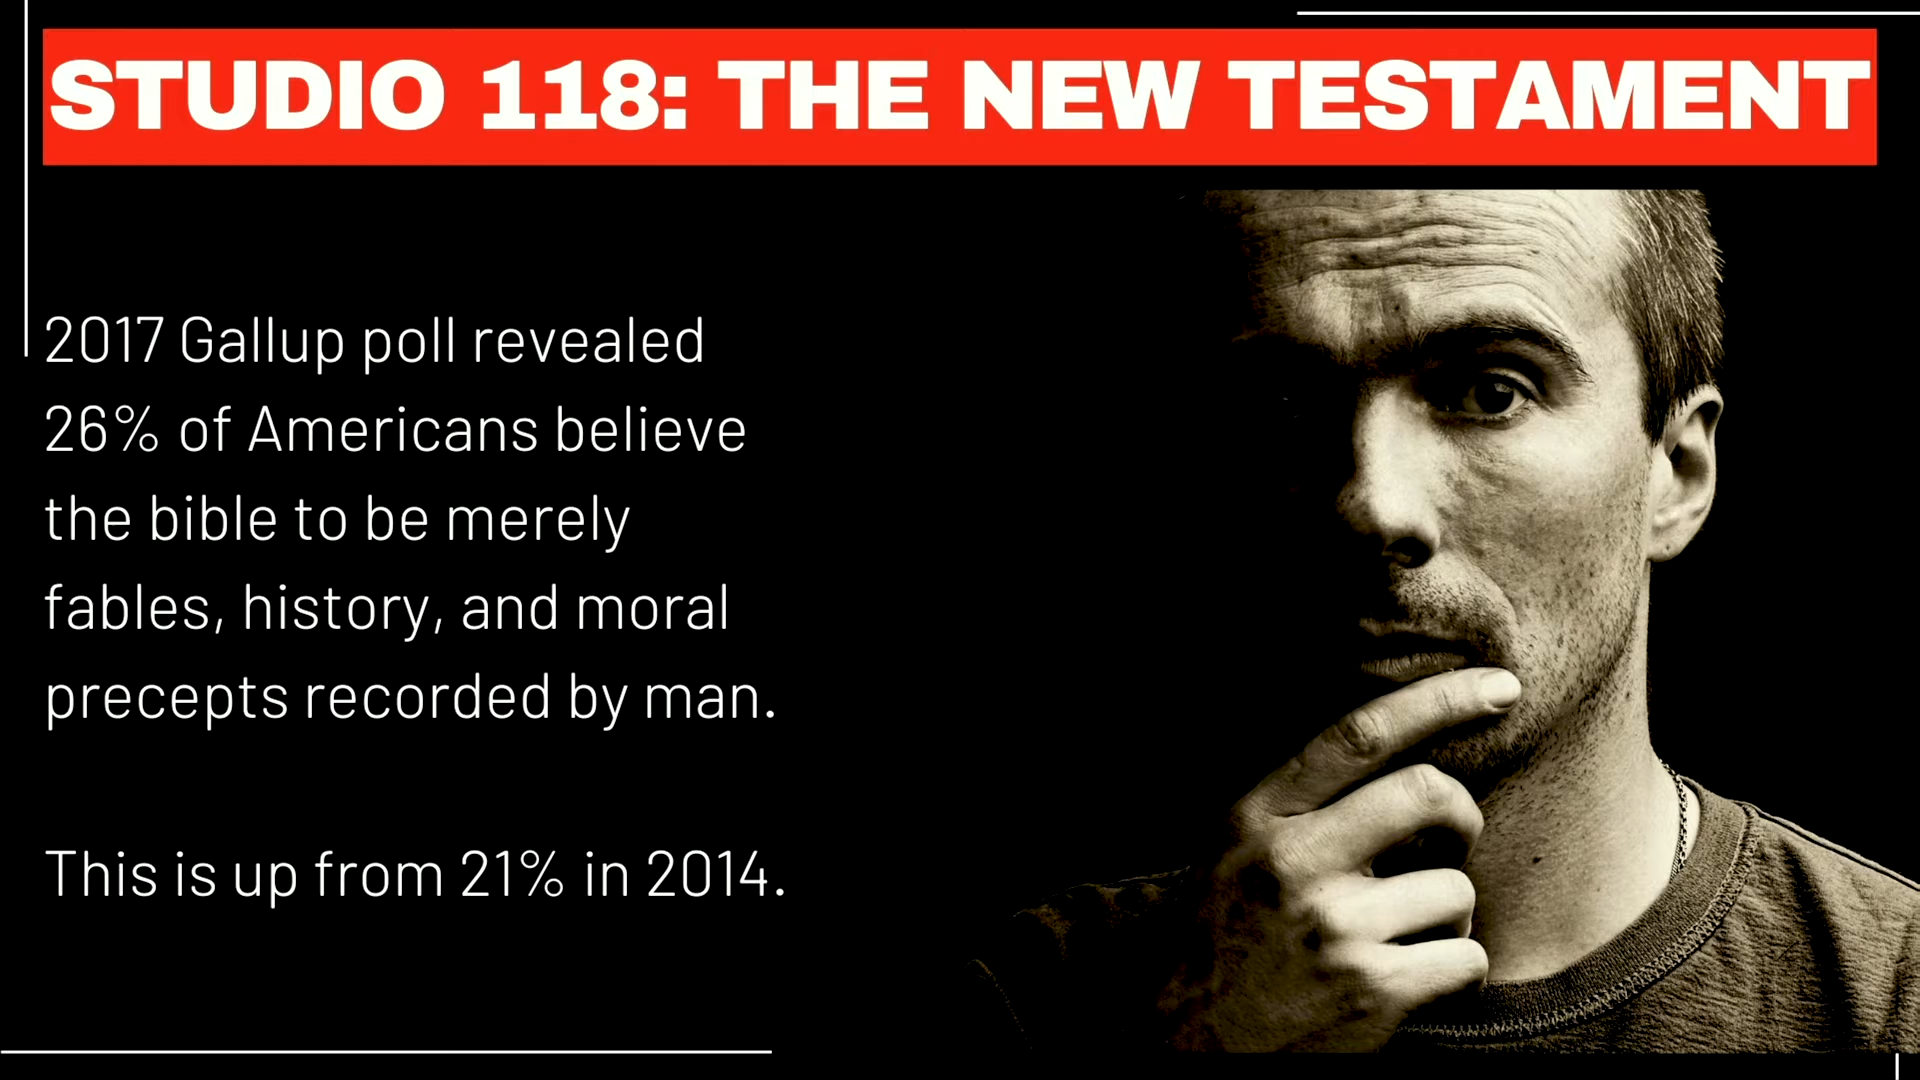 STUDIO 118: THE NEW TESTAMENT
2017 Gallup poll revealed
26% of Americans believe
the bible to be merely
fables, history, and moral
precepts recorded by man.
This is up from 21% in 2014.